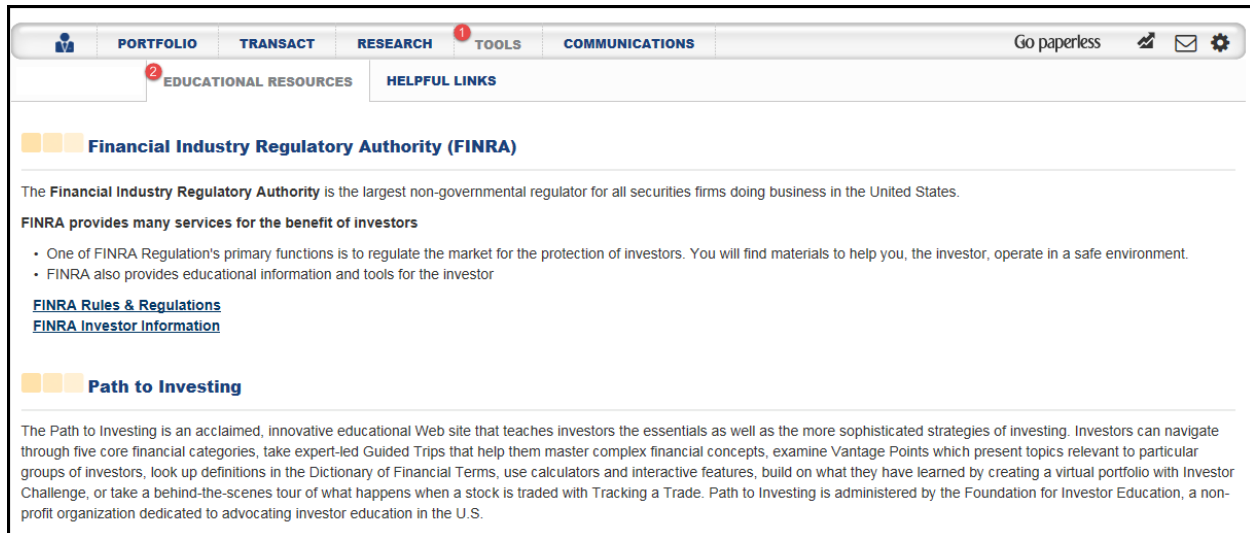 PORTFOLIO TRANSACT RESEARCH 1 TOOLS COMMUNICATIONS Go paperless
2 EDUCATIONAL RESOURCES HELPFUL LINKS
Financial Industry Regulatory Authority (FINRA)
The Financial Industry Regulatory Authority is the largest non-governmental regulator for all securities firms doing business in the United States.
FINRA provides many services for the benefit of investors
• One of FINRA Regulation's primary functions is to regulate the market for the protection of investors. You will find materials to help you, the investor, operate in a safe environment.
• FINRA also provides educational information and tools for the investor
FINRA Rules & Regulations
FINRA Investor Information
Path to Investing
The Path to Investing is an acclaimed, innovative educational Web site that teaches investors the essentials as well as the more sophisticated strategies of investing. Investors can navigate
through five core financial categories, take expert-led Guided Trips that help them master complex financial concepts, examine Vantage Points which present topics relevant to particular
groups of investors, look up definitions in the Dictionary of Financial Terms, use calculators and interactive features, build on what they have learned by creating a virtual portfolio with Investor
Challenge, or take a behind-the-scenes tour of what happens when a stock is traded with Tracking a Trade. Path to Investing is administered by the Foundation for Investor Education, a non-
profit organization dedicated to advocating investor education in the U.S.